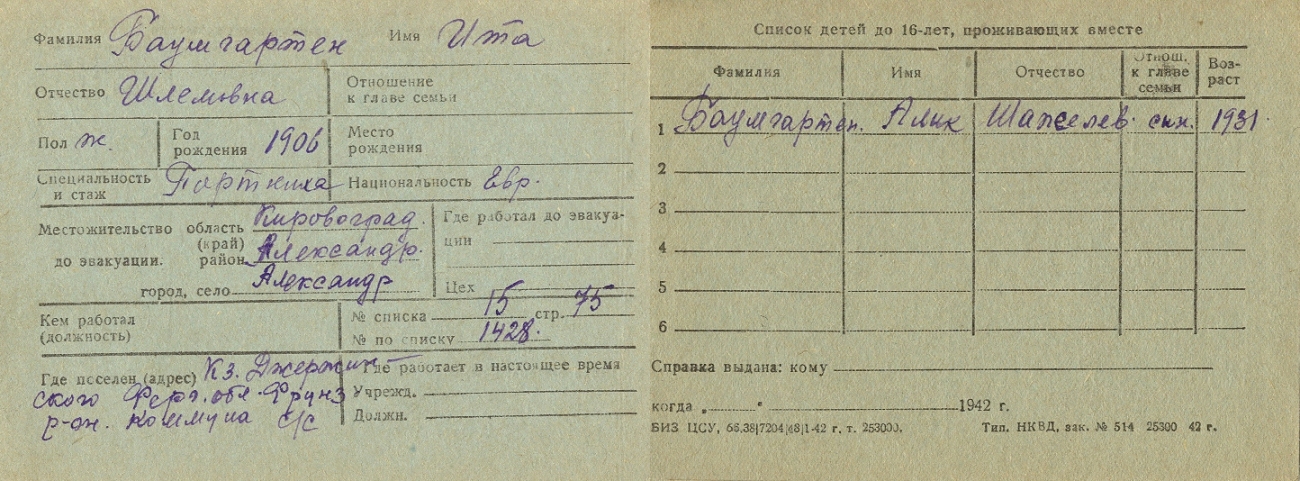 Фамилия Баумгартен Имя Ита
Отчество Шлемовна Отношение к главе семьи
Пол ж. Год рождения 1906 Место рождения
Специальность и стаж Портниха Национальность Евр.
Местожительство до эвакуации. область (край) Кировоград.
район Александр.
город, село Александр
Где работал до эвакуации
Цех
Кем работал (должность)
№ списка 15 стр. 75
№ по списку 1428.
Где поселен (адрес) Кз. Джержин
ского Ферг. обл. Фрунз
р-он. Коммуна с/с
Где работает в настоящее время
Учрежд.
Должн.
Список детей до 16-лет, проживающих вместе
Фамилия Имя Отчество Отнош. к главе семьи Возраст
1 Баумгартен. Алик сын. 1931.
2
3
4
5
6
Справка выдана: кому
когда „ " 1942 г.
БИЗ ЦСУ, 66,38|7204|48|1-42 г, т. 253000. Тип. НКВД, зак. № 514 25300 42 г.